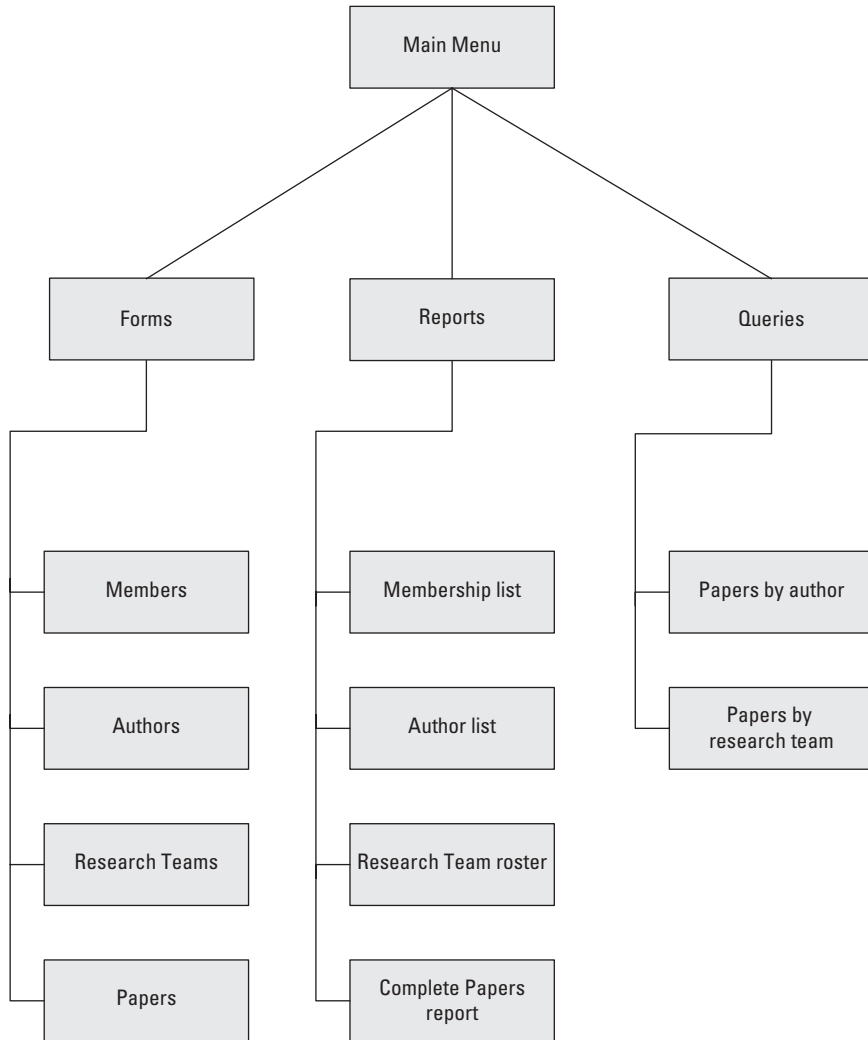 Main Menu
Forms
Reports
Queries
Members
Membership list
Papers by author
Authors
Author list
Papers by
research team
Research Teams
Research Team roster
Papers
Complete Papers
report